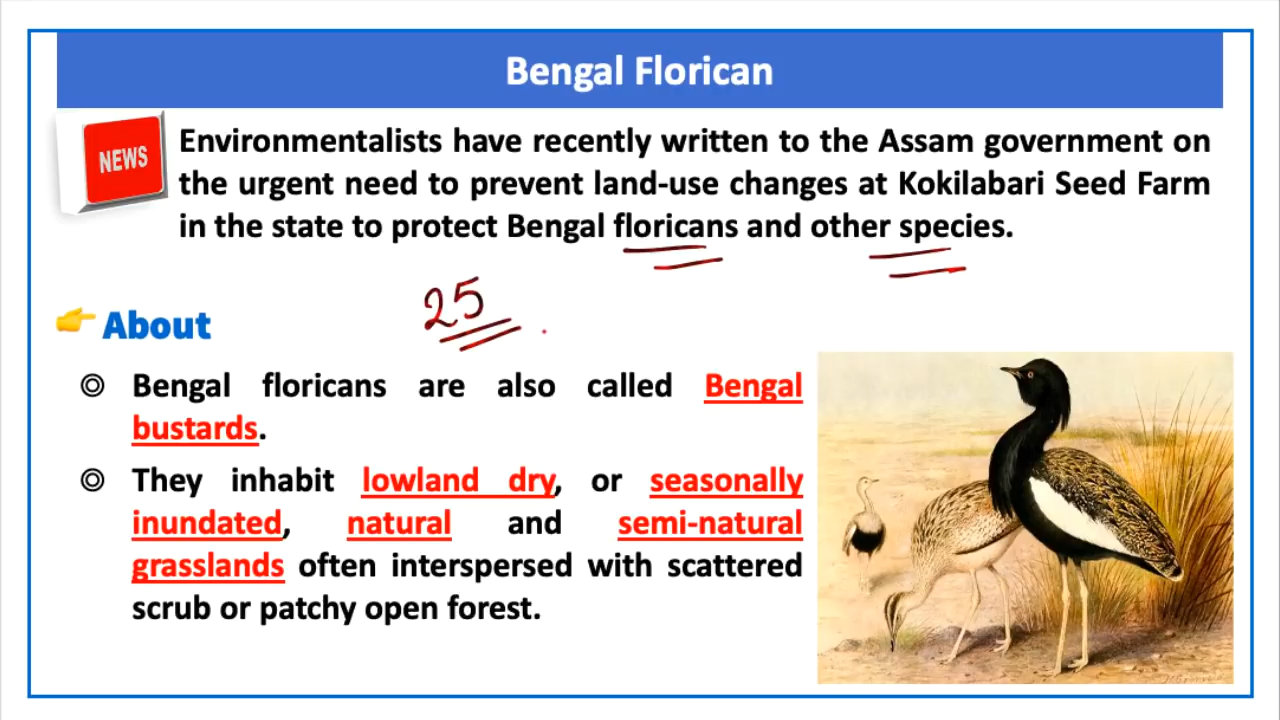 Bengal Florican
NEWS
Environmentalists have recently written to the Assam government on
the urgent need to prevent land-use changes at Kokilabari Seed Farm
in the state to protect Bengal floricans and other species.
25
About
Bengal floricans are also called Bengal
bustards.
They inhabit lowland dry, or seasonally
inundated, natural and semi-natural
grasslands often interspersed with scattered
scrub or patchy open forest.